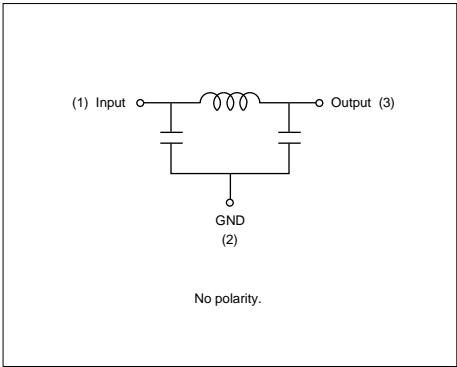 (1) Input Output (3)
GND
(2)
No polarity.